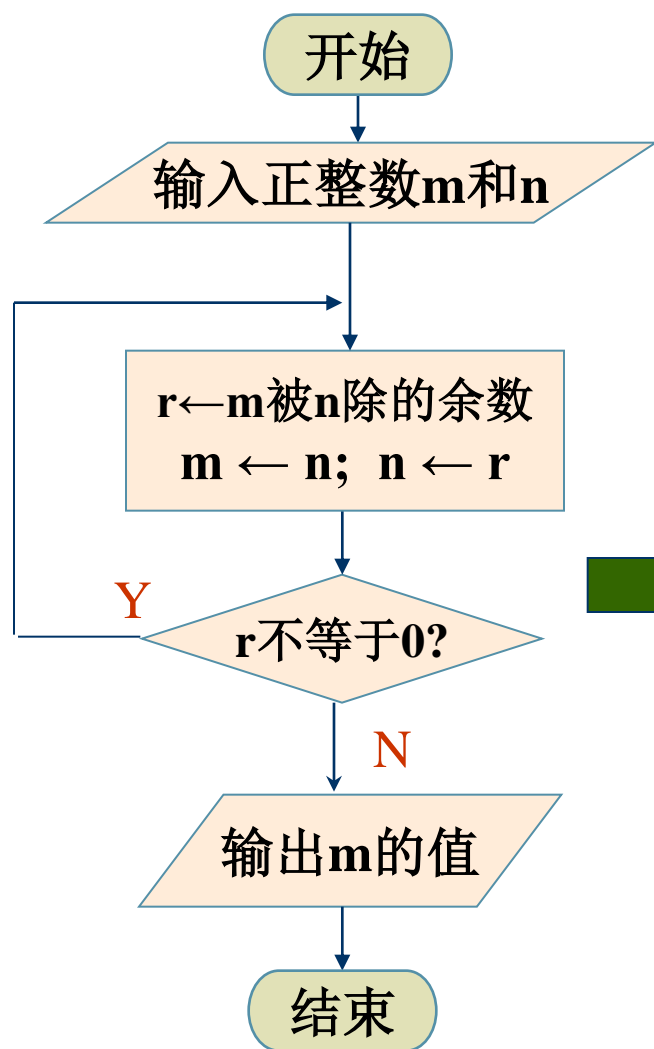 开始
输入正整数m和n
r←m被n除的余数
m ← n; n ← r
Y
r不等于0?
N
输出m的值
结束